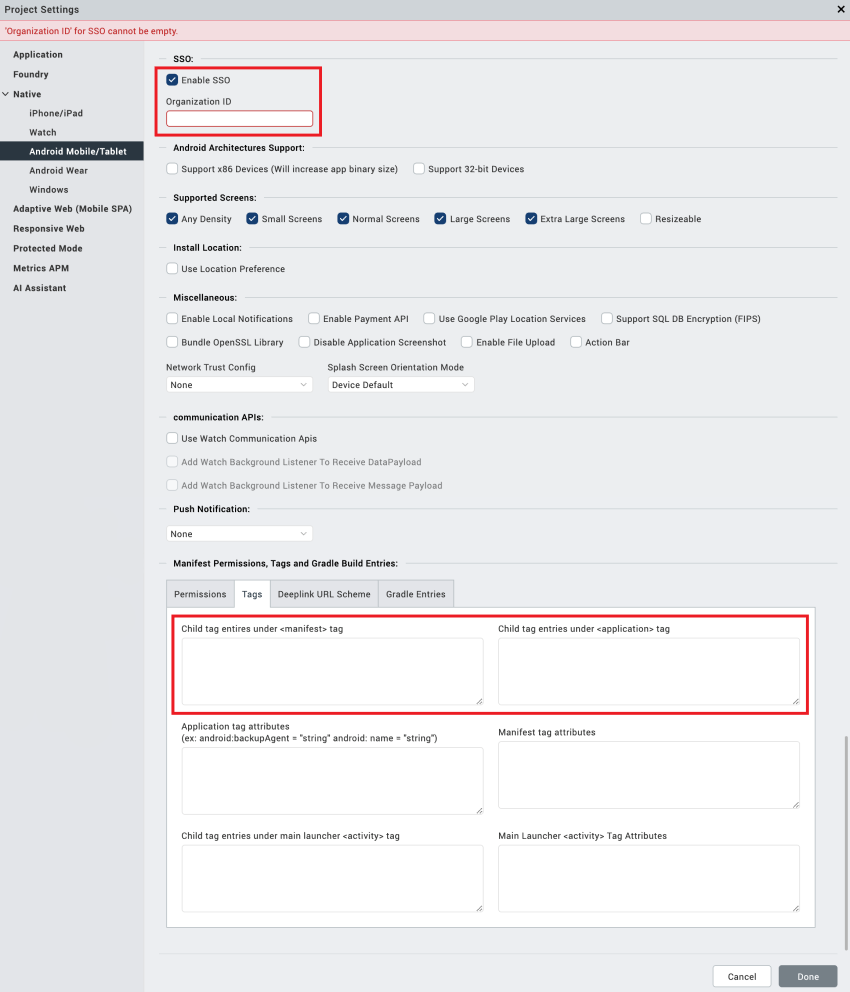 Project Settings
'Organization ID' for SSO cannot be empty.
Application
Foundry
Native
iPhone/iPad
Watch
Android Mobile/Tablet
Android Wear
Windows
Adaptive Web (Mobile SPA)
Responsive Web
Protected Mode
Metrics APM
AI Assistant
SSO:
Enable SSO
Organization ID
Android Architectures Support:
Support x86 Devices (Will increase app binary size) Support 32-bit Devices
Supported Screens:
Any Density Small Screens Normal Screens Large Screens Extra Large Screens Resizeable
Install Location:
Use Location Preference
Miscellaneous:
Enable Local Notifications Enable Payment API Use Google Play Location Services Support SQL DB Encryption (FIPS)
Bundle OpenSSL Library Disable Application Screenshot Enable File Upload Action Bar
Network Trust Config Splash Screen Orientation Mode
None Device Default
communication APIs:
Use Watch Communication Apis
Add Watch Background Listener To Receive DataPayload
Add Watch Background Listener To Receive Message Payload
Push Notification:
None
Manifest Permissions, Tags and Gradle Build Entries:
Permissions Tags Deeplink URL Scheme Gradle Entries
Child tag entires under <manifest> tag Child tag entries under <application> tag
Application tag attributes
(ex: android:backupAgent = "string" android: name = "string")
Manifest tag attributes
Child tag entries under main launcher <activity> tag Main Launcher <activity> Tag Attributes
Cancel Done